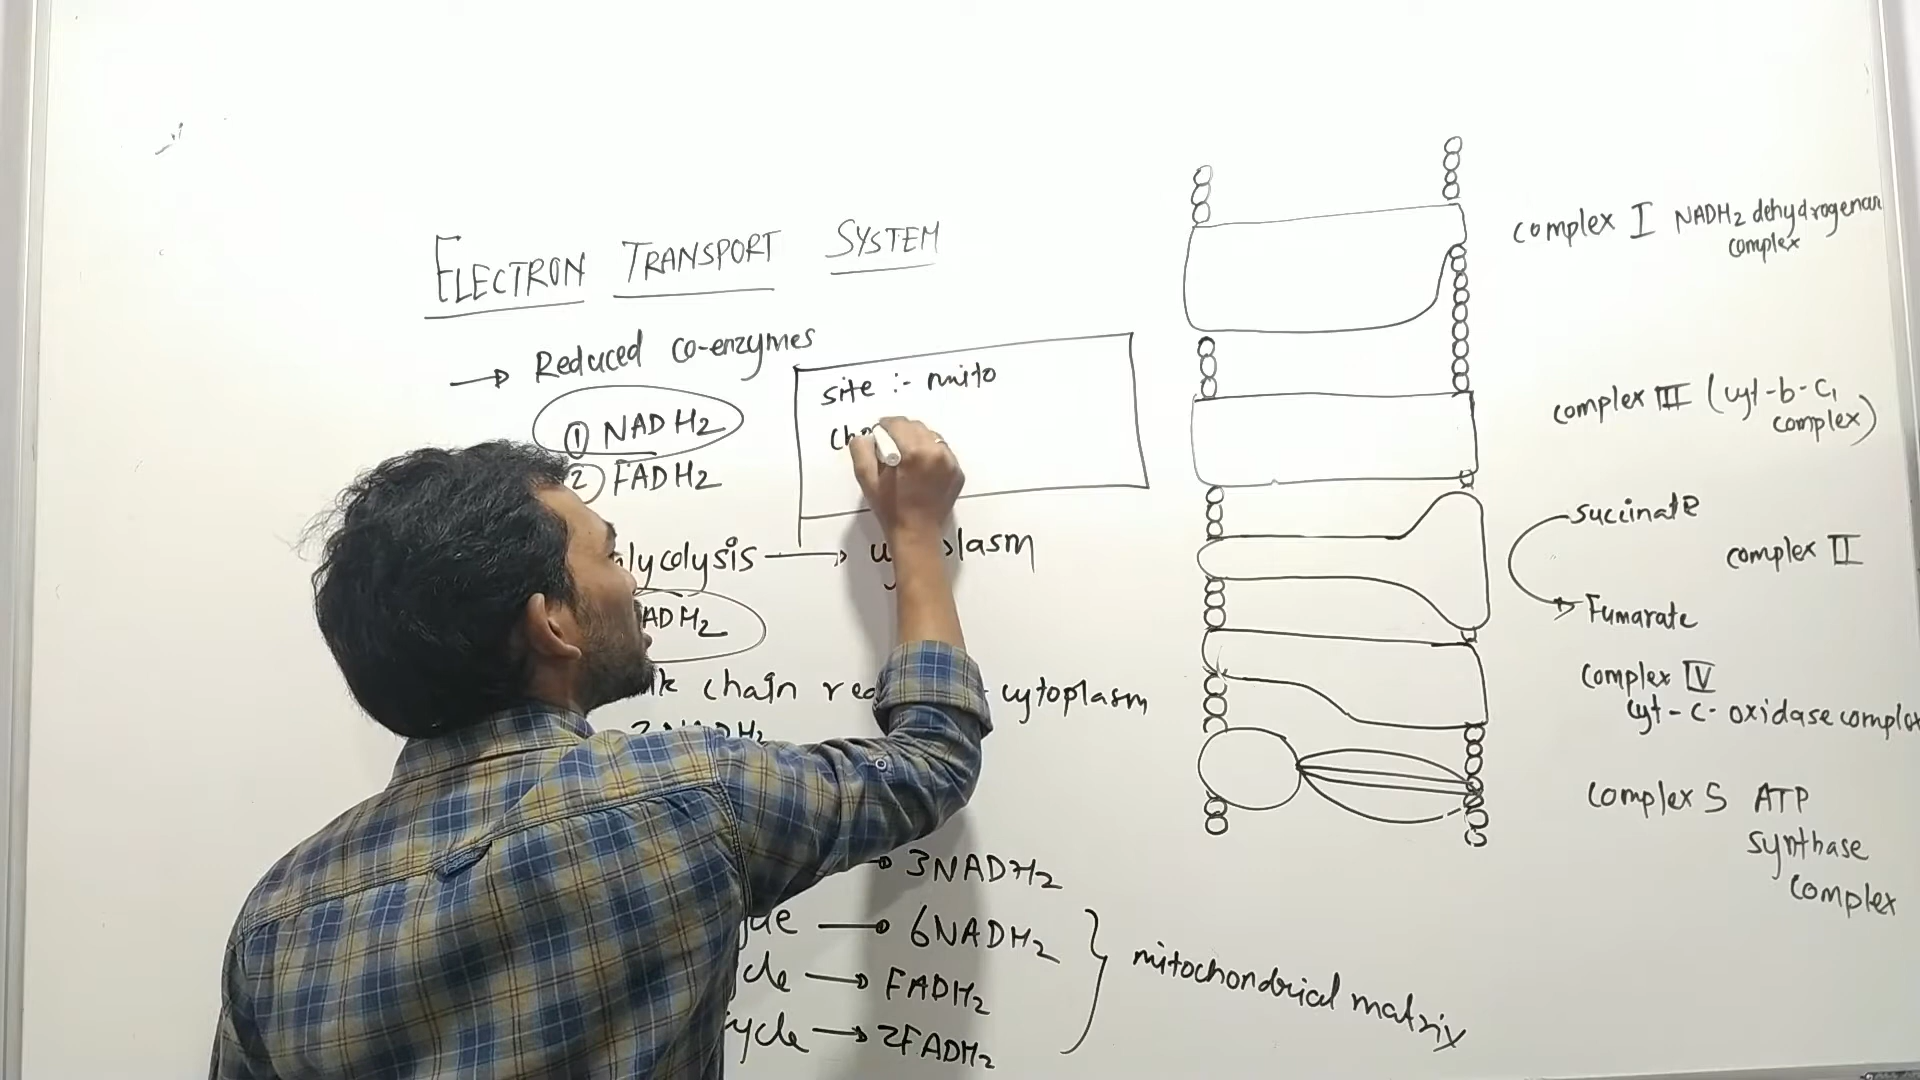 ELECTRON TRANSPORT SYSTEM
Reduced co-enzymes
① NADH2
② FADH2
site :- mito
lycolysis
plasm
ADH2
chain
cytoplasm
3NADH2
6NADH2
FADH2
ycle 2FADH2
mitochondrial matrix
complex I NADH2 dehydrogenase
complex
complex III (cyt-b-c1
complex)
succinate
complex II
Fumarate
complex IV
cyt-c-oxidase complex
complex 5 ATP
synthase
complex